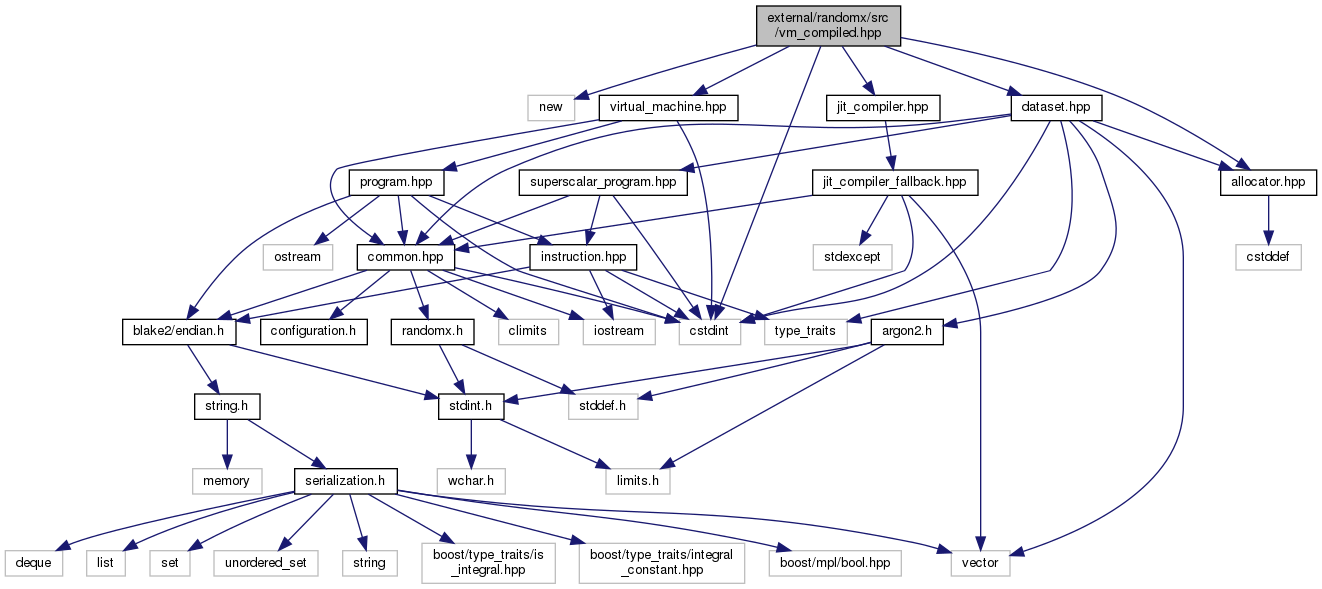 external/randomx/src
/vm_compiled.hpp
new
virtual_machine.hpp
jit_compiler.hpp
dataset.hpp
program.hpp
superscalar_program.hpp
jit_compiler_fallback.hpp
allocator.hpp
ostream
common.hpp
instruction.hpp
stdexcept
cstddef
blake2/endian.h
configuration.h
randomx.h
climits
iostream
cstdint
type_traits
argon2.h
string.h
stdint.h
stddef.h
memory
serialization.h
wchar.h
limits.h
deque
list
set
unordered_set
string
boost/type_traits/is
_integral.hpp
boost/type_traits/integral
_constant.hpp
boost/mpl/bool.hpp
vector